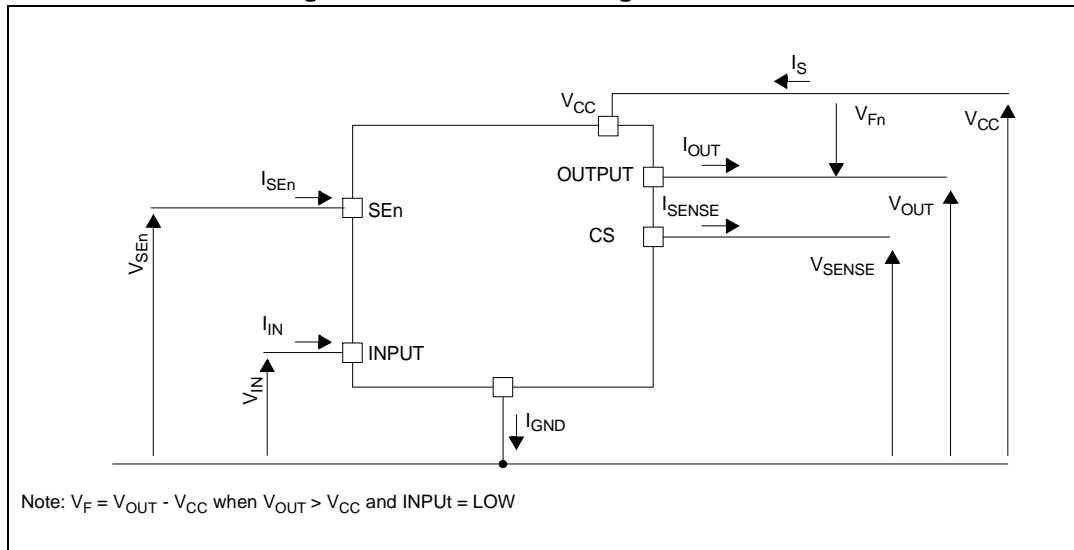 I_S
V_CC
V_Fn
V_CC
I_OUT
OUTPUT
I_SEn
SEn
I_SENSE
V_OUT
CS
V_SEn
V_SENSE
I_IN
INPUT
V_IN
I_GND
Note: V_F = V_OUT - V_CC when V_OUT > V_CC and INPUt = LOW